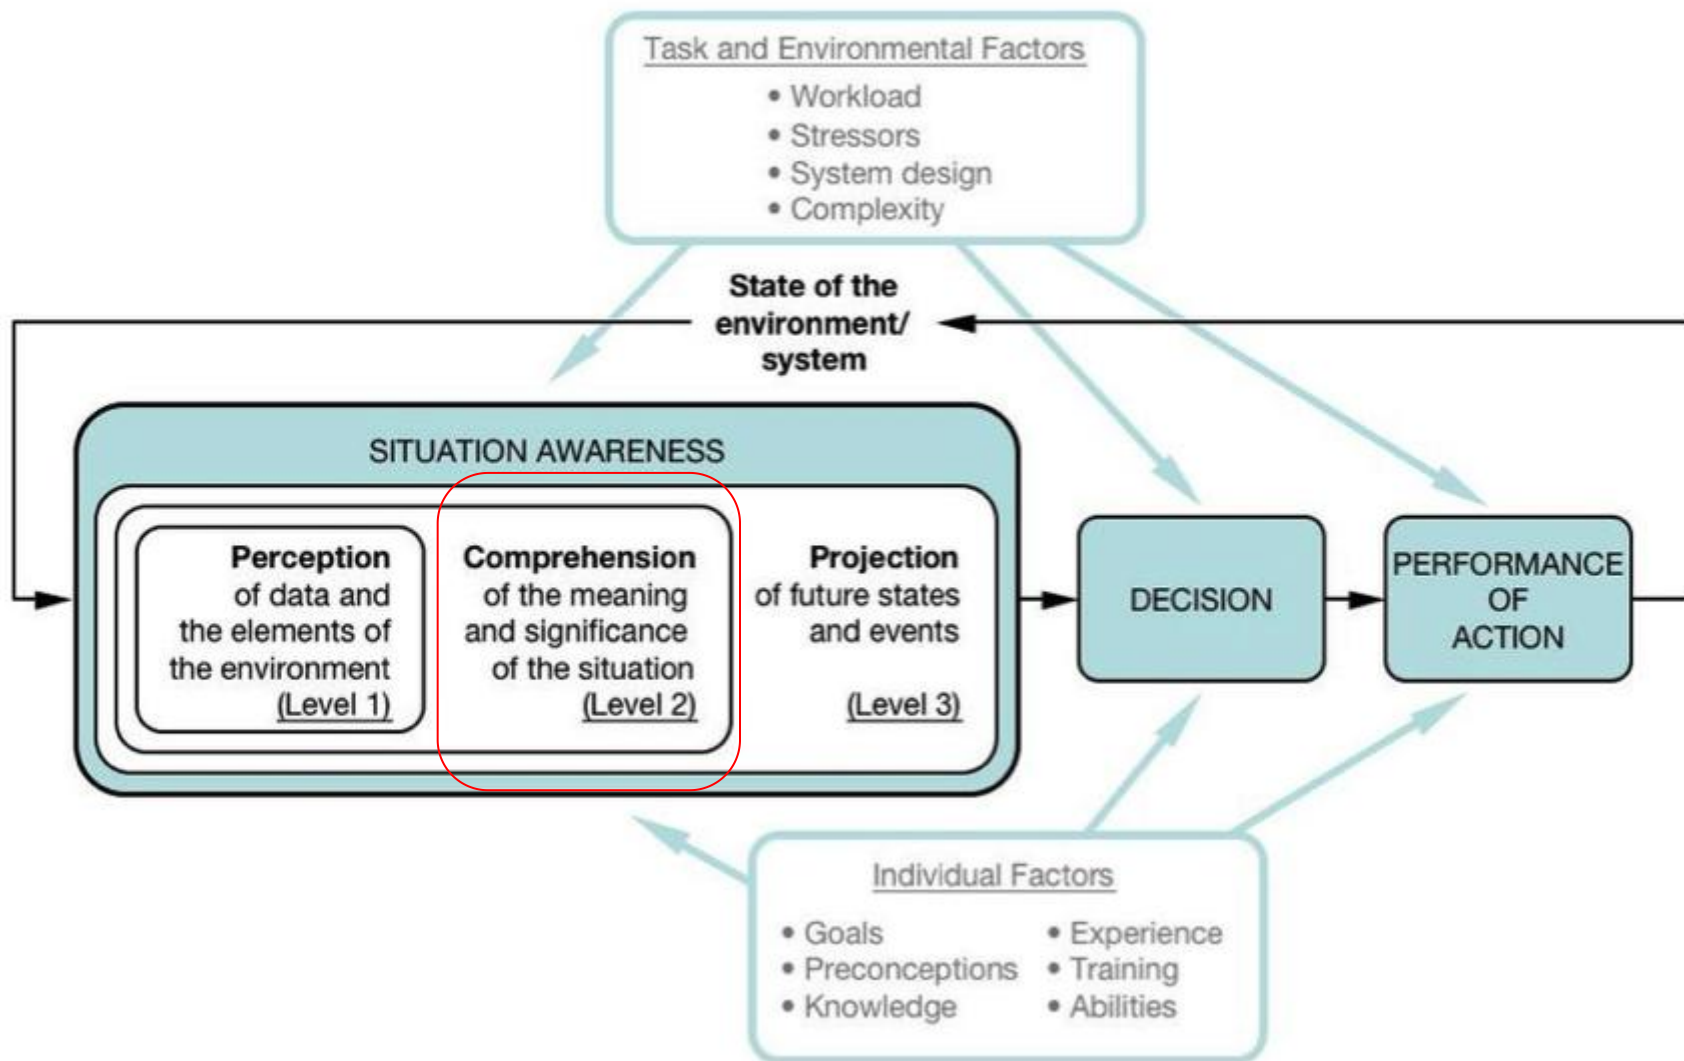 Task and Environmental Factors
• Workload
• Stressors
• System design
• Complexity
State of the
environment/
system
SITUATION AWARENESS
Perception
of data and
the elements of
the environment
(Level 1)
Comprehension
of the meaning
and significance
of the situation
(Level 2)
Projection
of future states
and events
(Level 3)
DECISION
PERFORMANCE
OF
ACTION
Individual Factors
• Goals
• Preconceptions
• Knowledge
• Experience
• Training
• Abilities